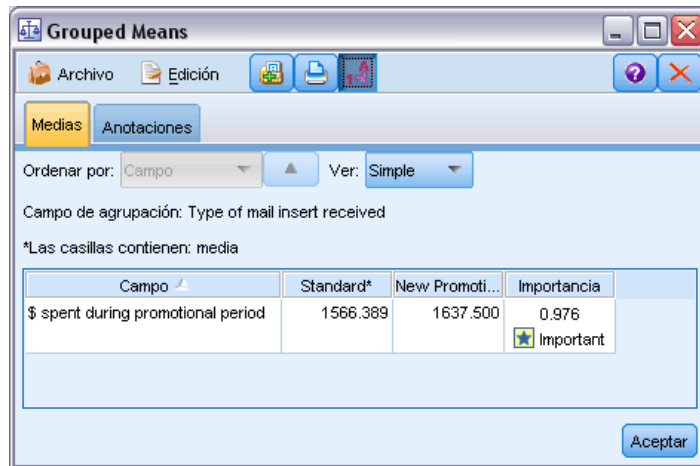 Grouped Means
Archivo Edición
Medias Anotaciones
Ordenar por: Campo Ver: Simple
Campo de agrupación: Type of mail insert received
*Las casillas contienen: media
Campo Standard* New Promoti... Importancia
$ spent during promotional period 1566.389 1637.500 0.976
Important
Aceptar